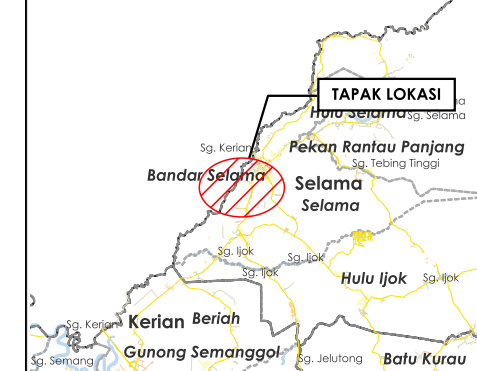 TAPAK LOKASI
Hulu Selama
Sg. Selama
Sg. Kerian
Pekan Rantau Panjang
Sg. Tebing Tinggi
Bandar Selama
Selama
Selama
Sg. Ijok
Sg. Ijok
Sg. Ijok
Hulu Ijok
Sg. Ijok
Sg. Kerian
Kerian
Beriah
Gunong Semanggol
Sg. Semang
Sg. Jelutong
Batu Kurau